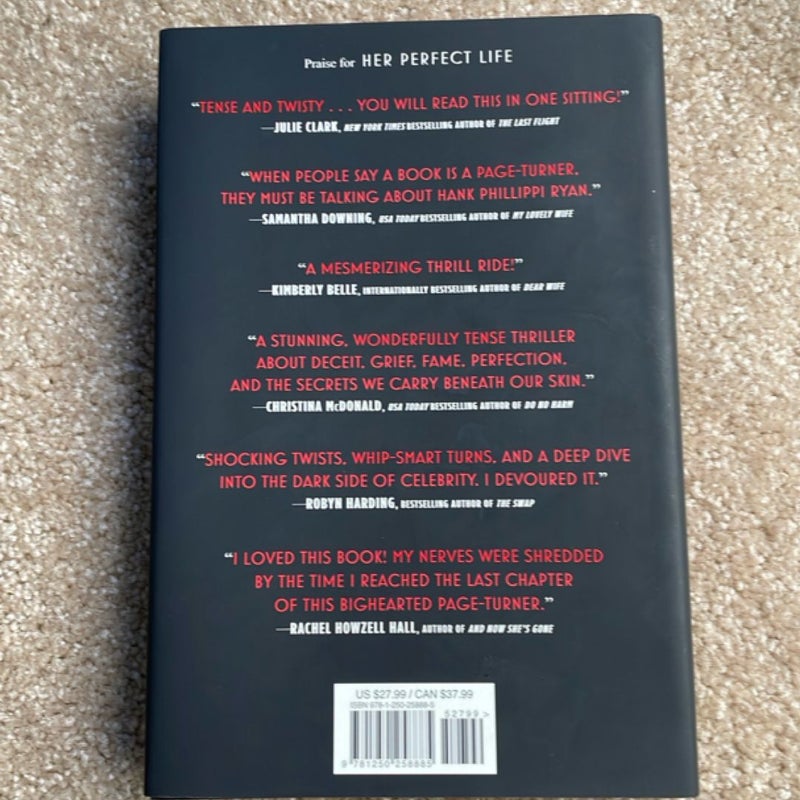 Praise for HER PERFECT LIFE
“TENSE AND TWISTY . . . YOU WILL READ THIS IN ONE SITTING!”
—JULIE CLARK, NEW YORK TIMES BESTSELLING AUTHOR OF THE LAST FLIGHT
“WHEN PEOPLE SAY A BOOK IS A PAGE-TURNER,
THEY MUST BE TALKING ABOUT HANK PHILLIPPI RYAN.”
—SAMANTHA DOWNING, USA TODAY BESTSELLING AUTHOR OF MY LOVELY WIFE
“A MESMERIZING THRILL RIDE!”
—KIMBERLY BELLE, INTERNATIONALLY BESTSELLING AUTHOR OF DEAR WIFE
“A STUNNING, WONDERFULLY TENSE THRILLER
ABOUT DECEIT, GRIEF, FAME, PERFECTION,
AND THE SECRETS WE CARRY BENEATH OUR SKIN.”
—CHRISTINA McDONALD, USA TODAY BESTSELLING AUTHOR OF DO NO HARM
“SHOCKING TWISTS, WHIP-SMART TURNS, AND A DEEP DIVE
INTO THE DARK SIDE OF CELEBRITY. I DEVOURED IT.”
—ROBYN HARDING, BESTSELLING AUTHOR OF THE SWAP
“I LOVED THIS BOOK! MY NERVES WERE SHREDDED
BY THE TIME I REACHED THE LAST CHAPTER
OF THIS BIGHEARTED PAGE-TURNER.”
—RACHEL HOWZELL HALL, AUTHOR OF AND NOW SHE'S GONE
US $27.99 / CAN $37.99
ISBN 978-1-250-25888-5
52799>
9 781250 258885